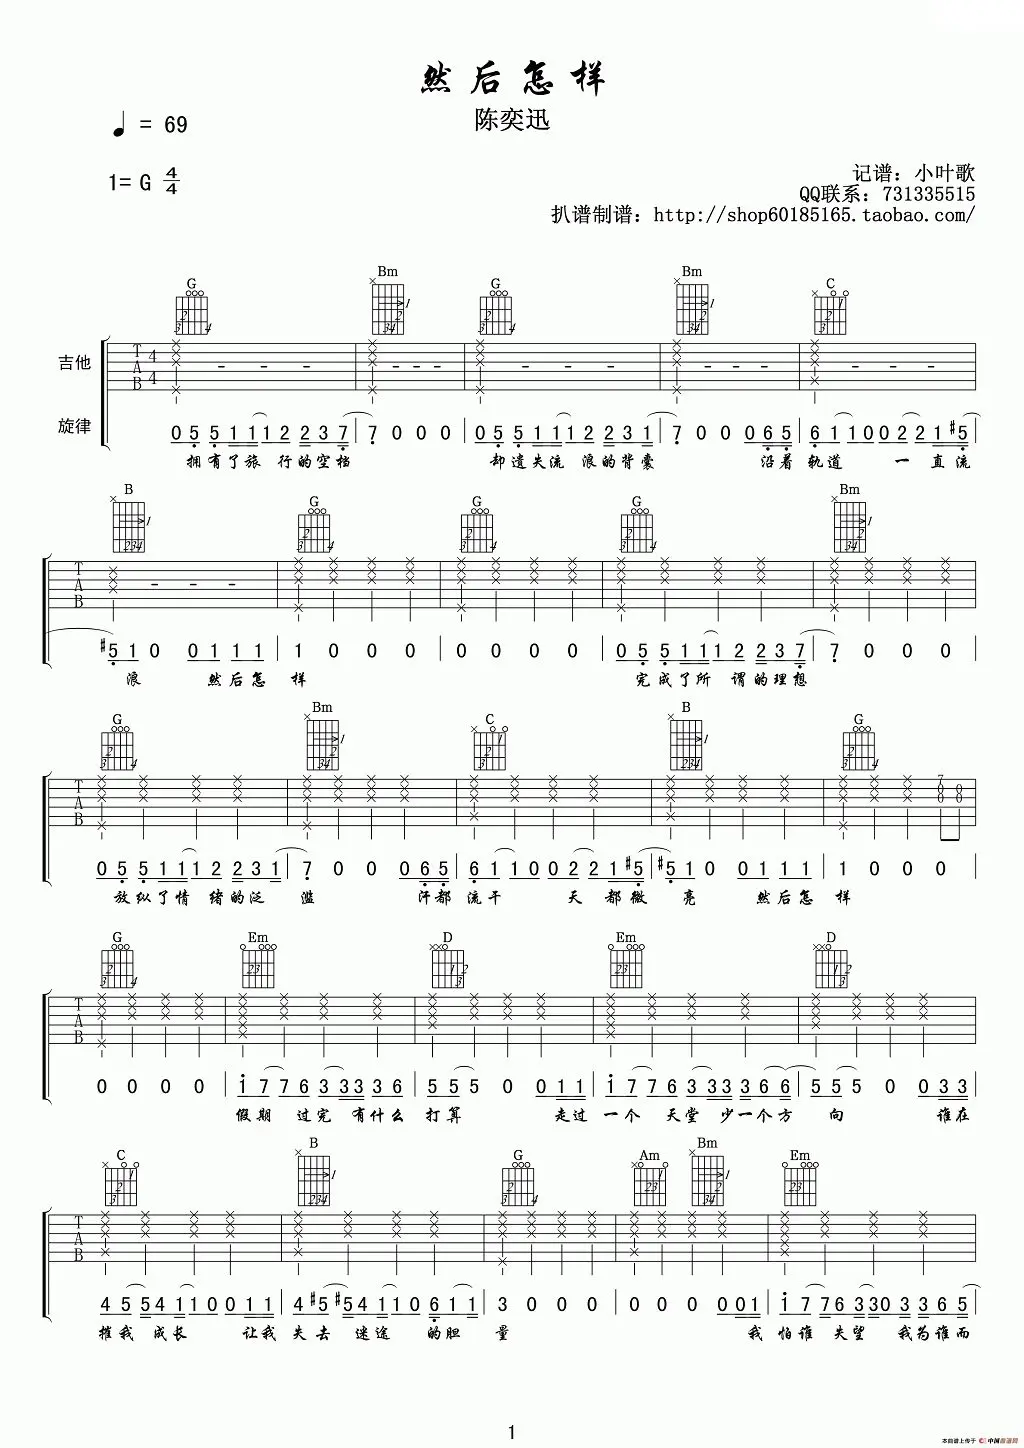 然后怎样
陈奕迅
♩ = 69
1= G 4/4
记谱：小叶歌
QQ联系：731335515
扒谱制谱：http://shop60185165.taobao.com/
G Bm G Bm C
吉他
旋律
0 5 5 1 1 1 2 2 3 7 7 0 0 0 0 5 5 1 1 1 2 2 3 1 7 0 0 0 6 5 6 1 1 0 0 2 2 1 #5
拥有了旅 行的空档 却遗失流 浪的背囊 沿着 轨道 一 直流
B G G G Bm
#5 1 0 0 1 1 1 1 0 0 0 0 0 0 0 0 5 5 1 1 1 2 2 3 7 7 0 0 0
浪 然后怎 样 完成了所 谓的理想
G Bm C B G
0 5 5 1 1 1 2 2 3 1 7 0 0 0 6 5 6 1 1 0 0 2 2 1 #5 #5 1 0 0 1 1 1 1 0 0 0
放纵了情 绪的泛 滥 汗都 流干 天 都微 亮 然后怎 样
G Em D Em D
0 0 0 0 1 7 7 6 3 3 3 3 6 5 5 5 0 0 1 1 1 7 7 6 3 3 3 3 6 6 5 5 5 0 0 3 3
假期 过完 有什么 打算 走过 一个 天堂 少一个方 向 谁在
C B G Am Bm Em
4 5 5 4 1 1 0 0 1 1 4 #5 #5 4 1 1 0 6 1 1 3 0 0 0 0 0 0 0 0 1 1 7 7 6 3 3 0 3 3 6 5
摧我 成长 让我 失去 迷途 的胆 量 我 怕谁 失望 我为谁而
1
本曲谱上传于 中国曲谱网